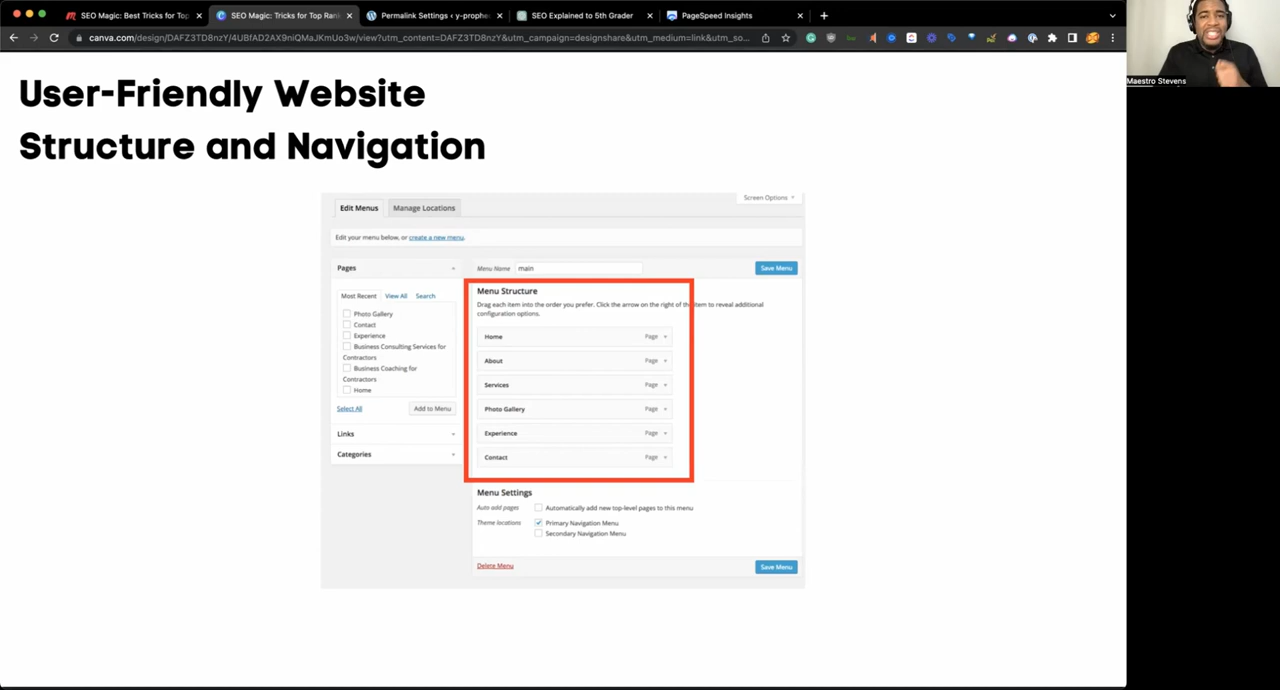 SEO Magic: Best Tricks for Top
SEO Magic: Tricks for Top Rank
Permalink Settings ‹ y-prophe
SEO Explained to 5th Grader
PageSpeed Insights
canva.com/design/DAFZ3TD8nzY/4UBfAD2AX9niQMaJKmUo3w/view?utm_content=DAFZ3TD8nzY&utm_campaign=designshare&utm_medium=link&utm_so...
Maestro Stevens
User-Friendly Website
Structure and Navigation
Screen Options
Edit Menus
Manage Locations
Edit your menu below, or create a new menu.
Pages
Menu Name
main
Save Menu
Most Recent
View All
Search
Photo Gallery
Contact
Experience
Business Consulting Services for
Contractors
Business Coaching for
Contractors
Home
Select All
Add to Menu
Links
Categories
Menu Structure
Drag each item into the order you prefer. Click the arrow on the right of the item to reveal additional
configuration options.
Home Page
About Page
Services Page
Photo Gallery Page
Experience Page
Contact Page
Menu Settings
Auto add pages
Automatically add new top-level pages to this menu
Theme locations
Primary Navigation Menu
Secondary Navigation Menu
Delete Menu
Save Menu